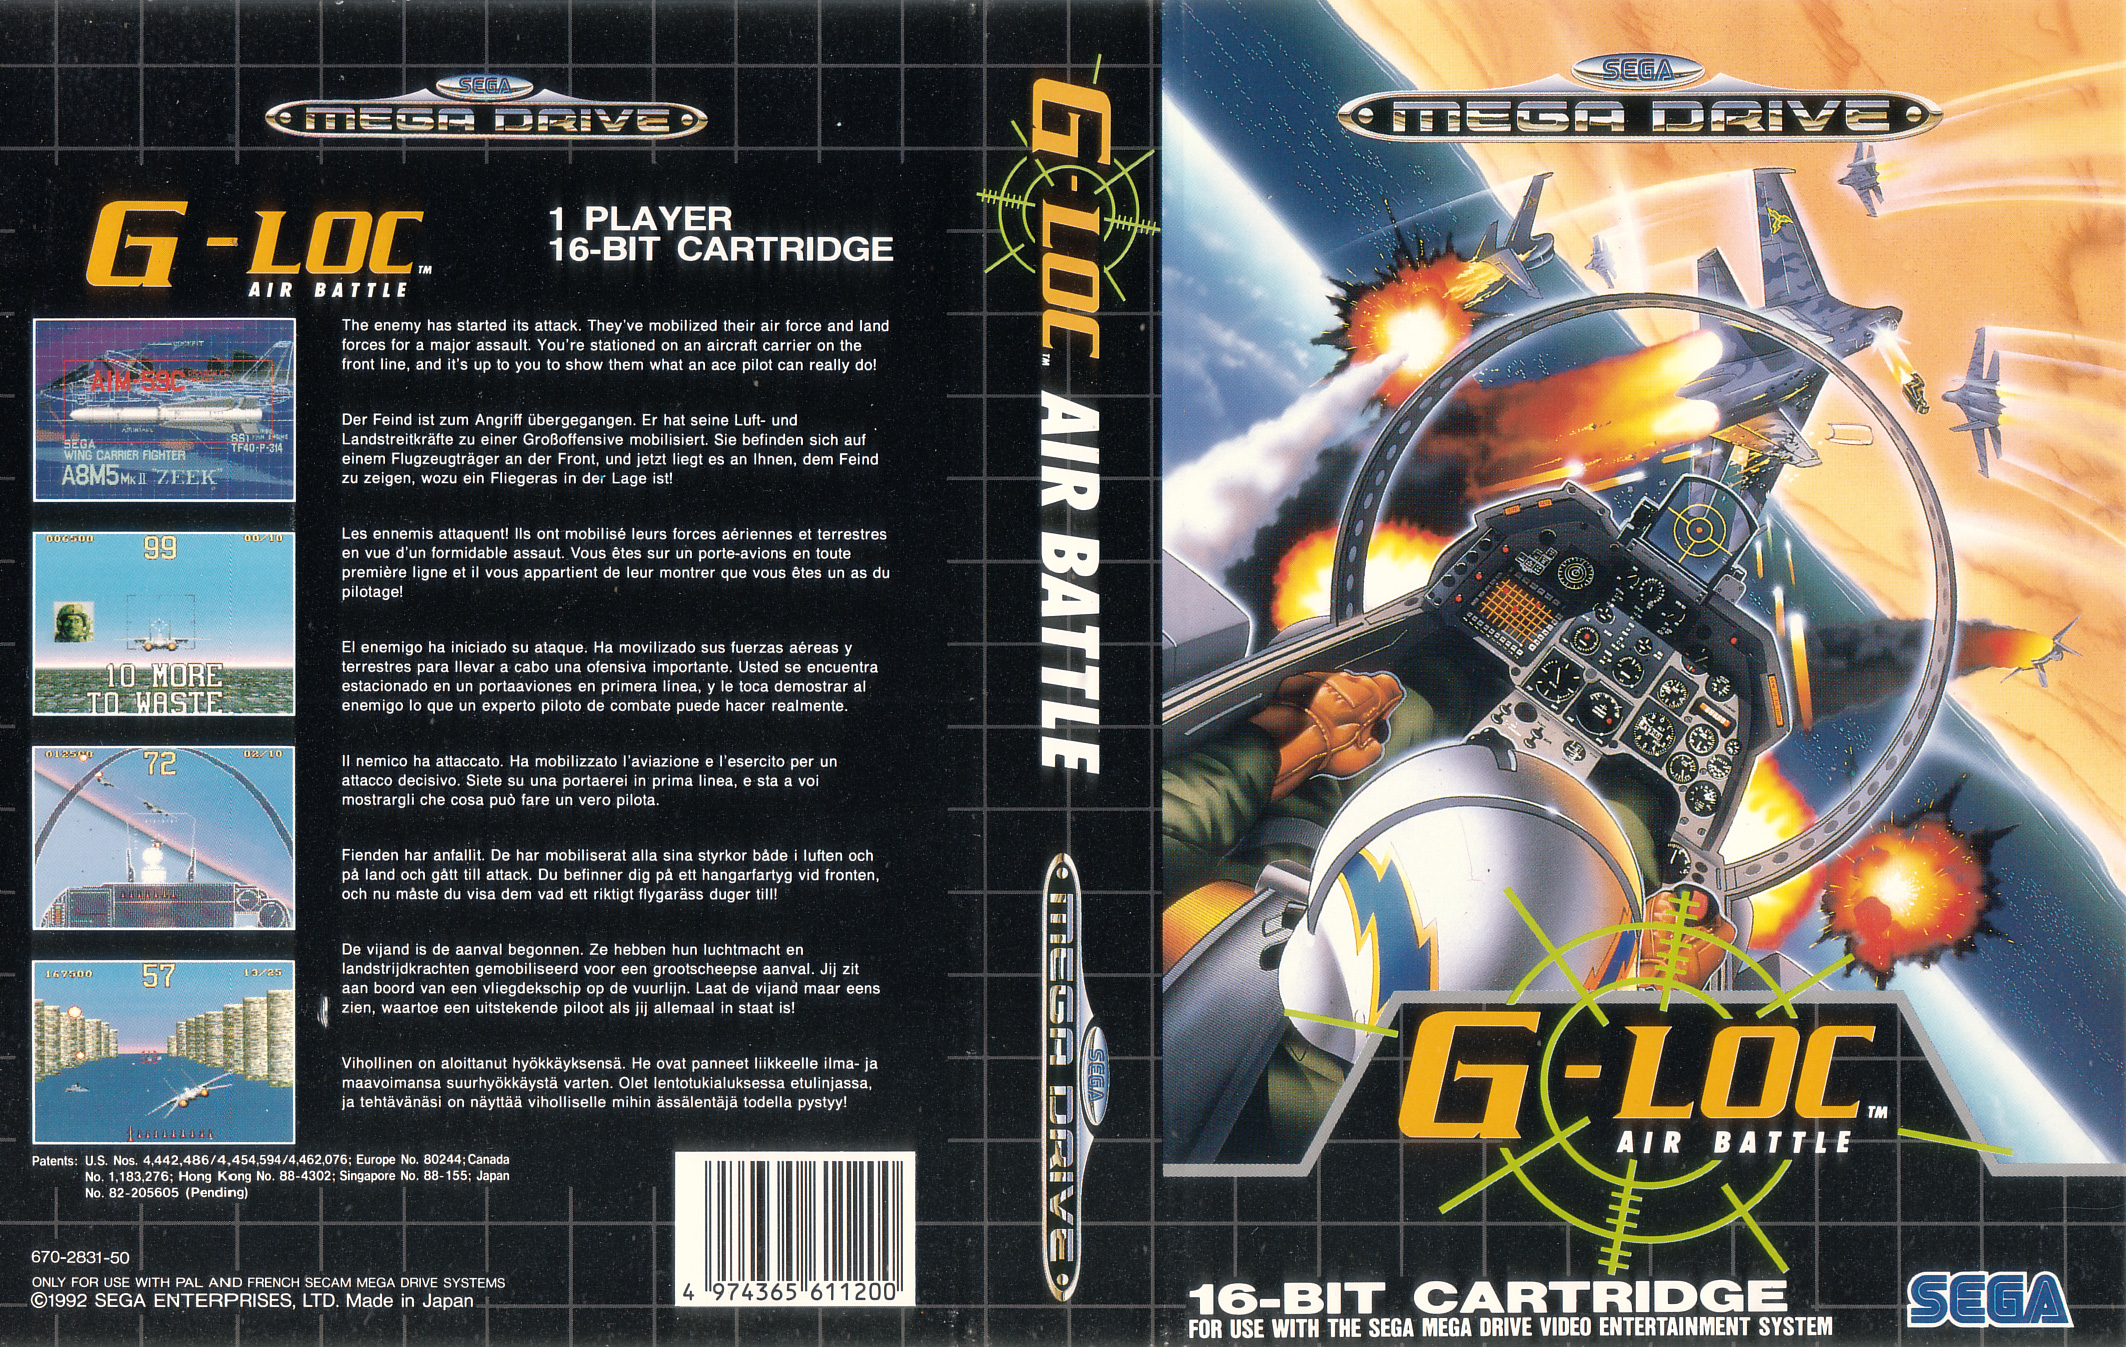 SEGA
MEGA DRIVE
G-LOC™
AIR BATTLE
1 PLAYER
16-BIT CARTRIDGE
The enemy has started its attack. They've mobilized their air force and land
forces for a major assault. You're stationed on an aircraft carrier on the
front line, and it's up to you to show them what an ace pilot can really do!
Der Feind ist zum Angriff übergegangen. Er hat seine Luft- und
Landstreitkräfte zu einer Großoffensive mobilisiert. Sie befinden sich auf
einem Flugzeugträger an der Front, und jetzt liegt es an Ihnen, dem Feind
zu zeigen, wozu ein Fliegeras in der Lage ist!
Les ennemis attaquent! Ils ont mobilisé leurs forces aériennes et terrestres
en vue d'un formidable assaut. Vous êtes sur un porte-avions en toute
première ligne et il vous appartient de leur montrer que vous êtes un as du
pilotage!
El enemigo ha iniciado su ataque. Ha movilizado sus fuerzas aéreas y
terrestres para llevar a cabo una ofensiva importante. Usted se encuentra
estacionado en un portaaviones en primera línea, y le toca demostrar al
enemigo lo que un experto piloto de combate puede hacer realmente.
Il nemico ha attaccato. Ha mobilizzato l'aviazione e l'esercito per un
attacco decisivo. Siete su una portaerei in prima linea, e sta a voi
mostrargli che cosa può fare un vero pilota.
Fienden har anfallit. De har mobiliserat alla sina styrkor både i luften och
på land och gått till attack. Du befinner dig på ett hangarfartyg vid fronten,
och nu måste du visa dem vad ett riktigt flygaräss duger till!
De vijand is de aanval begonnen. Ze hebben hun luchtmacht en
landstrijdkrachten gemobiliseerd voor een grootscheepse aanval. Jij zit
aan boord van een vliegdekschip op de vuurlijn. Laat de vijand maar eens
zien, waartoe een uitstekende piloot als jij allemaal in staat is!
Vihollinen on aloittanut hyökkäyksensä. He ovat panneet liikkeelle ilma- ja
maavoimansa suurhyökkäystä varten. Olet lentotukialuksessa etulinjassa,
ja tehtävänäsi on näyttää viholliselle mihin ässälentäjä todella pystyy!
AIM-59C
SEGA
WING CARRIER FIGHTER
A8M5 Mk II "ZEEK"
TF40-P-314
006500
99
00/10
10 MORE
TO WASTE
012500
72
02/10
167500
57
13/25
Patents: U.S. Nos. 4,442,486/4,454,594/4,462,076; Europe No. 80244; Canada
No. 1,183,276; Hong Kong No. 88-4302; Singapore No. 88-155; Japan
No. 82-205605 (Pending)
670-2831-50
ONLY FOR USE WITH PAL AND FRENCH SECAM MEGA DRIVE SYSTEMS
©1992 SEGA ENTERPRISES, LTD. Made in Japan
4 974365 611200
G-LOC™ AIR BATTLE
MEGA DRIVE
SEGA
SEGA
MEGA DRIVE
G-LOC™
AIR BATTLE
16-BIT CARTRIDGE
FOR USE WITH THE SEGA MEGA DRIVE VIDEO ENTERTAINMENT SYSTEM
SEGA